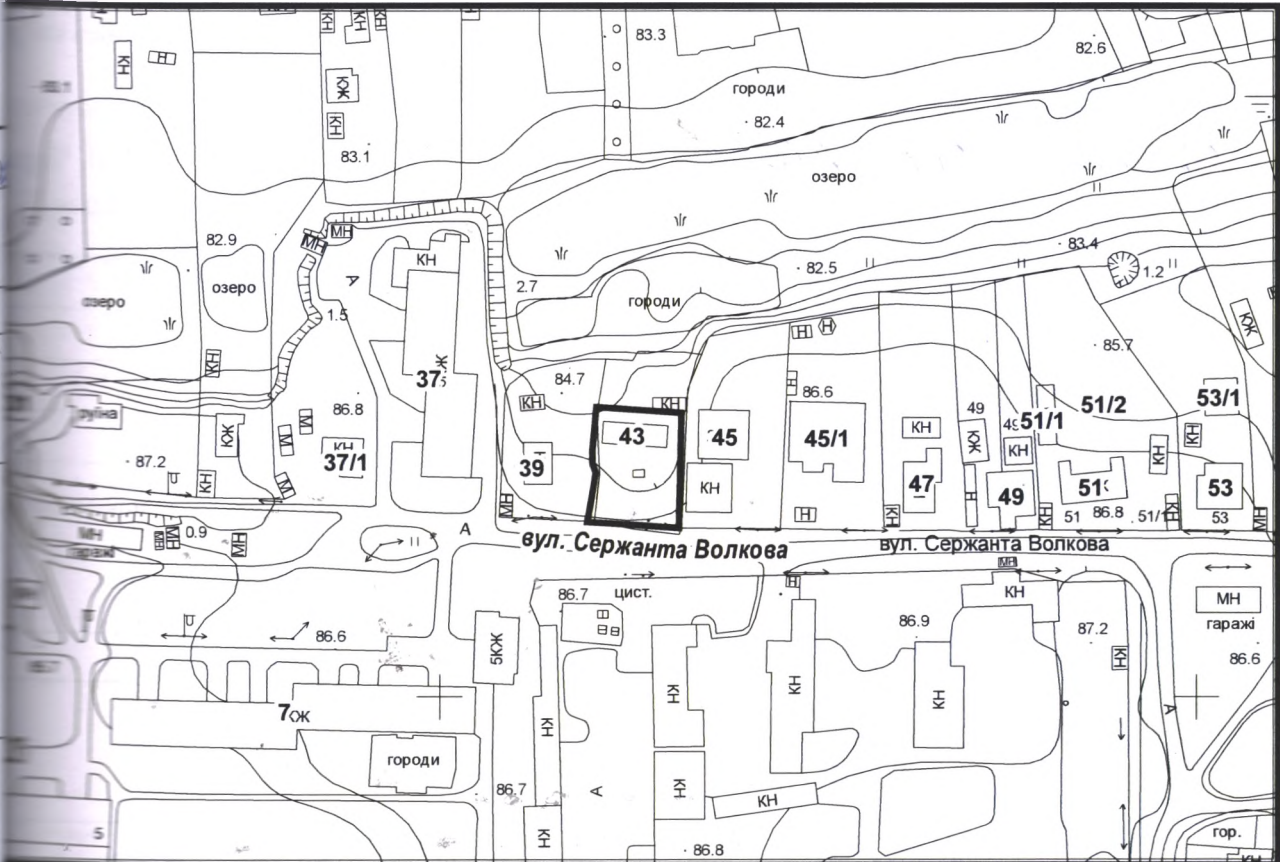 КН
КН
КН
КН
Н
83.3
82.6
КН
КЖ
городи
82.4
КН
83.1
озеро
82.9
МН
МН
КН
А
83.4
82.5
1.2
озеро
озеро
2.7
городи
1.5
Н
Н
КЖ
85.7
КН
37
84.7
Н
86.6
53/1
51/2
руїна
86.8
КН
КН
49
51/1
КЖ
М
М
43
45
45/1
КН
КЖ
КН
КН
КН
87.2
КН
37/1
39
КН
47
49
51
53
КН
М
МН
Н
Н
КН
КН
51
86.8
51/1
КН
53
МН
МН
гаражі
0.9
МН
МН
КН
А
вул. Сержанта Волкова
вул. Сержанта Волкова
86.7
цист.
Н
МН
КН
МН
гаражі
86.6
5КЖ
86.9
87.2
КН
86.6
КН
КН
КН
7
КЖ
КН
А
городи
86.7
А
КН
КН
КН
86.8
гор.
5